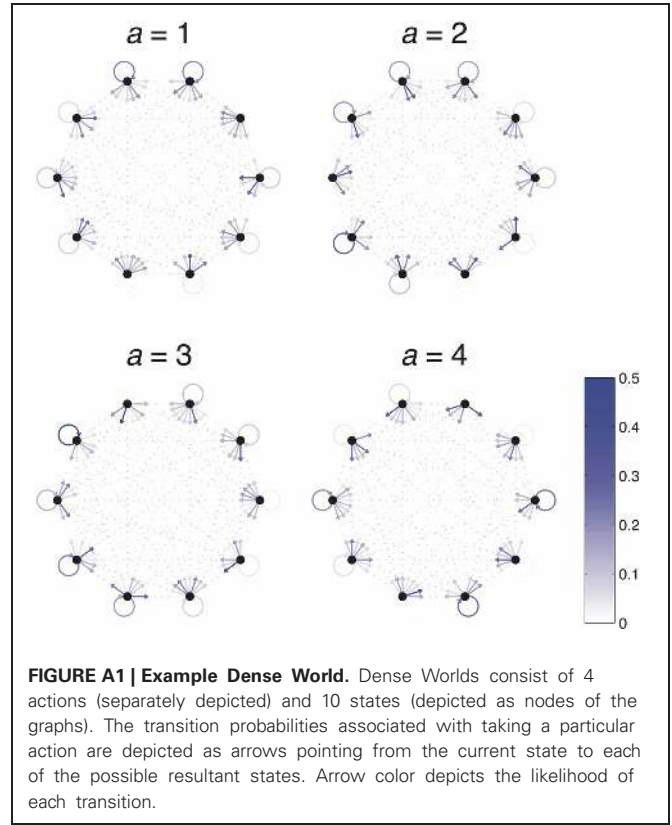 a = 1
a = 2
a = 3
a = 4
0.5
0.4
0.3
0.2
0.1
0
FIGURE A1 | Example Dense World. Dense Worlds consist of 4
actions (separately depicted) and 10 states (depicted as nodes of the
graphs). The transition probabilities associated with taking a particular
action are depicted as arrows pointing from the current state to each
of the possible resultant states. Arrow color depicts the likelihood of
each transition.